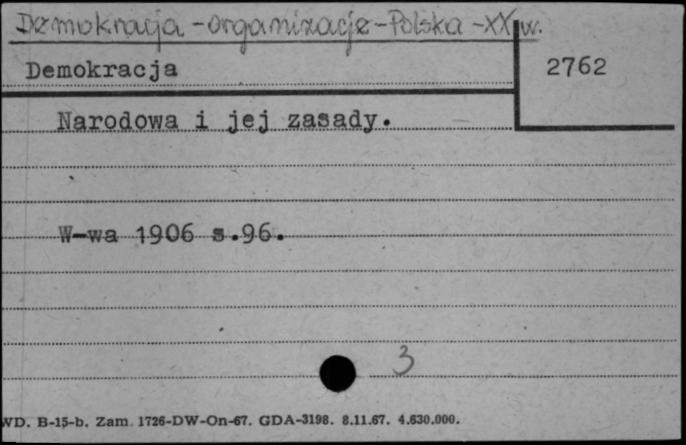 Demokracja - organizacje - Polska - XX w.
Demokracja
2762
Narodowa i jej zasady.
W-wa 1906 s.96.
3
WD. B-15-b. Zam. 1726-DW-On-67. GDA-3198. 8.11.67. 4.630.000.